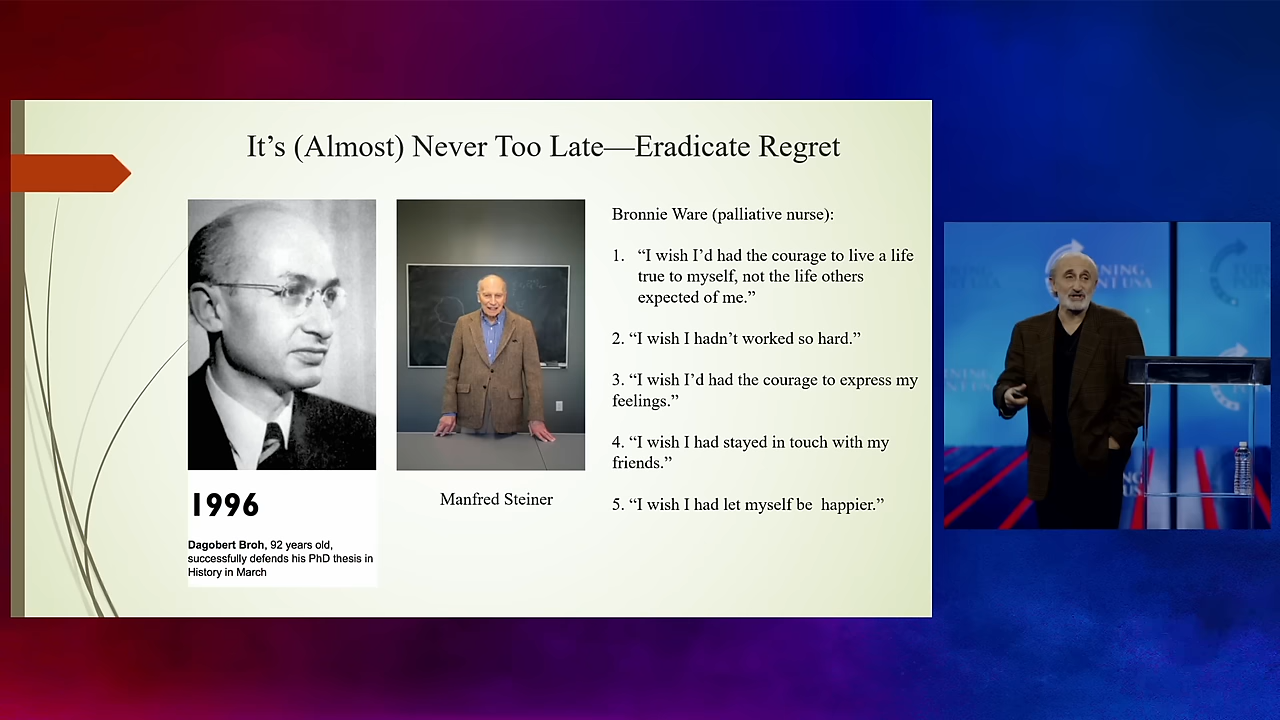 It’s (Almost) Never Too Late—Eradicate Regret
Bronnie Ware (palliative nurse):
1. “I wish I’d had the courage to live a life
true to myself, not the life others
expected of me.”
2. “I wish I hadn’t worked so hard.”
3. “I wish I’d had the courage to express my
feelings.”
4. “I wish I had stayed in touch with my
friends.”
5. “I wish I had let myself be  happier.”
1996
Dagobert Broh, 92 years old,
successfully defends his PhD thesis in
History in March
Manfred Steiner